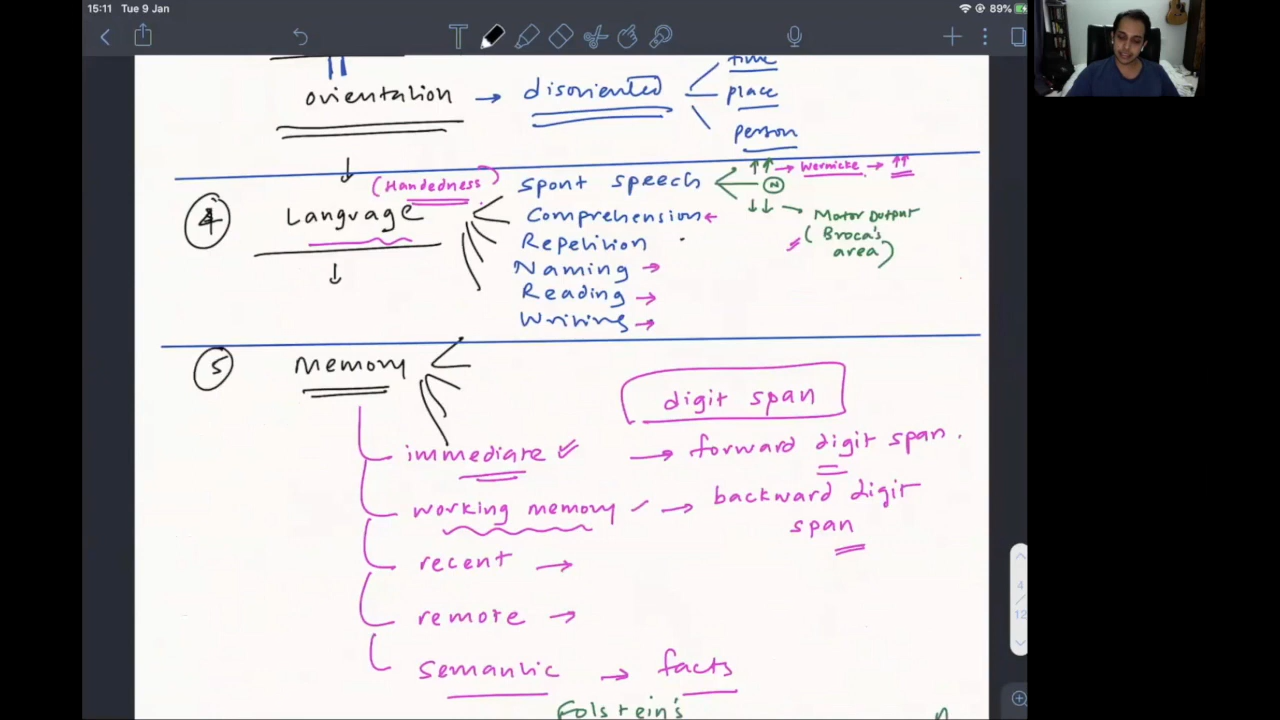 15:11 Tue 9 Jan
89%
time
orientation → disoriented
place
person
(Handedness)
4 Language
Spont speech
↑↑ → Wernicke → ↑↑
N
↓↓ → Motor Output
(Broca's
area)
Comprehension ←
Repetition
Naming →
Reading →
Writing →
5 Memory
digit span
immediate ✓ → forward digit span.
working memory ✓ → backward digit
span
recent →
remote →
semantic → facts
Folstein's
4
/
12